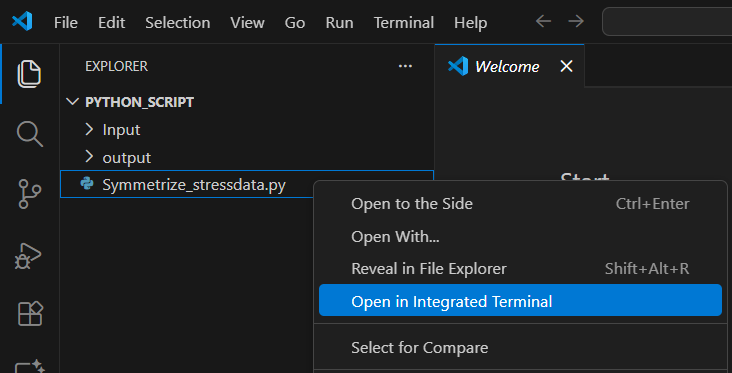 File Edit Selection View Go Run Terminal Help
EXPLORER
Welcome
PYTHON_SCRIPT
Input
output
Symmetrize_stressdata.py
Start
Open to the Side Ctrl+Enter
Open With...
Reveal in File Explorer Shift+Alt+R
Open in Integrated Terminal
Select for Compare